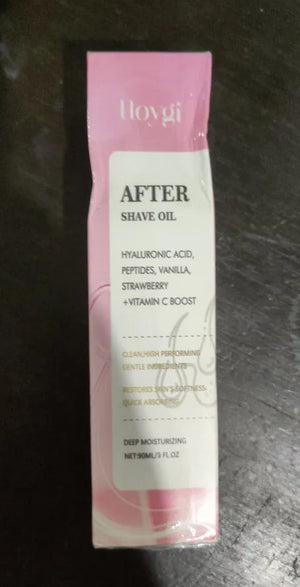 Hoygi
AFTER
SHAVE OIL
HYALURONIC ACID,
PEPTIDES, VANILLA,
STRAWBERRY
+VITAMIN C BOOST
CLEAN,HIGH PERFORMING
GENTLE INGREDIENTS
RESTORES SKIN'S SOFTNESS
QUICK ABSORBING
DEEP MOISTURIZING
NET:90ML/3 FL OZ